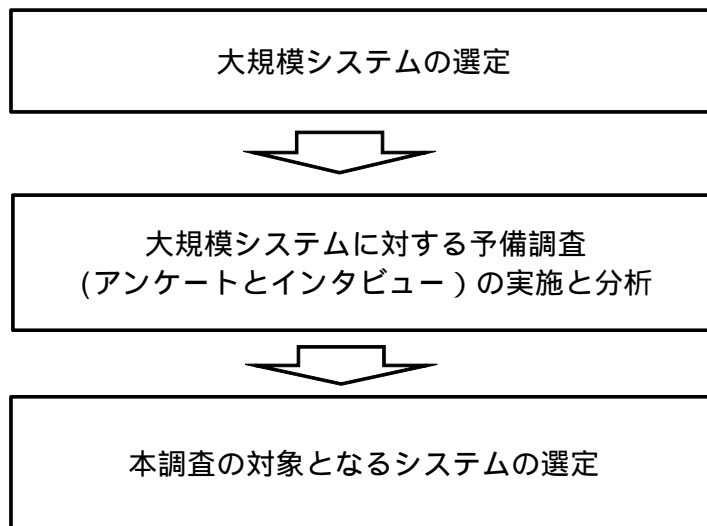 大規模システムの選定
大規模システムに対する予備調査
(アンケートとインタビュー）の実施と分析
本調査の対象となるシステムの選定